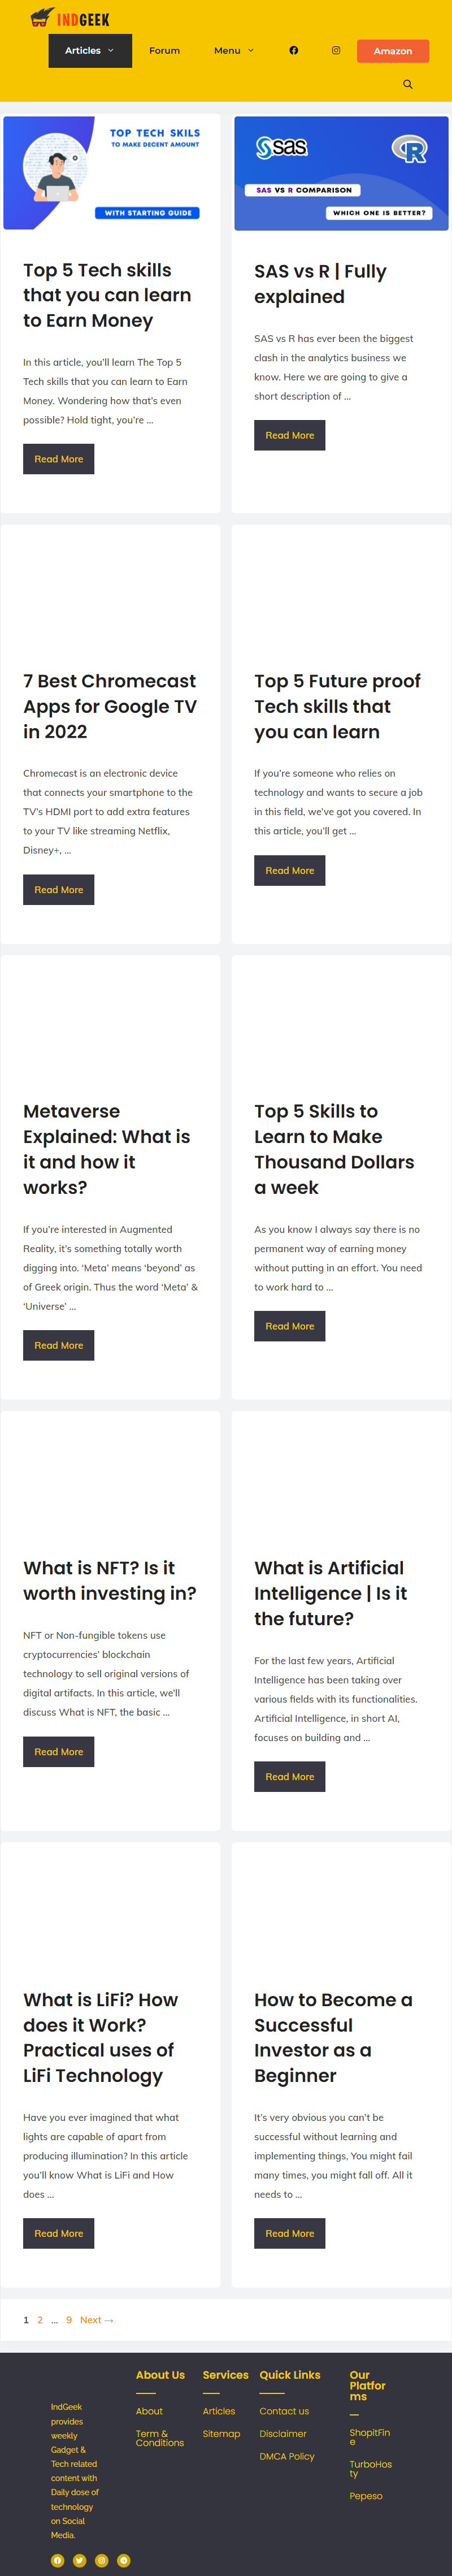 INDGEEK
Articles
Forum
Menu
Amazon
TOP TECH SKILS
TO MAKE DECENT AMOUNT
WITH STARTING GUIDE
Top 5 Tech skills
that you can learn
to Earn Money
In this article, you'll learn The Top 5
Tech skills that you can learn to Earn
Money. Wondering how that's even
possible? Hold tight, you're ...
Read More
sas
R
SAS VS R COMPARISON
WHICH ONE IS BETTER?
SAS vs R | Fully
explained
SAS vs R has ever been the biggest
clash in the analytics business we
know. Here we are going to give a
short description of ...
Read More
7 Best Chromecast
Apps for Google TV
in 2022
Chromecast is an electronic device
that connects your smartphone to the
TV's HDMI port to add extra features
to your TV like streaming Netflix,
Disney+, ...
Read More
Top 5 Future proof
Tech skills that
you can learn
If you're someone who relies on
technology and wants to secure a job
in this field, we've got you covered. In
this article, you'll get ...
Read More
Metaverse
Explained: What is
it and how it
works?
If you're interested in Augmented
Reality, it's something totally worth
digging into. 'Meta' means 'beyond' as
of Greek origin. Thus the word 'Meta' &
'Universe' ...
Read More
Top 5 Skills to
Learn to Make
Thousand Dollars
a week
As you know I always say there is no
permanent way of earning money
without putting in an effort. You need
to work hard to ...
Read More
What is NFT? Is it
worth investing in?
NFT or Non-fungible tokens use
cryptocurrencies' blockchain
technology to sell original versions of
digital artifacts. In this article, we'll
discuss What is NFT, the basic ...
Read More
What is Artificial
Intelligence | Is it
the future?
For the last few years, Artificial
Intelligence has been taking over
various fields with its functionalities.
Artificial Intelligence, in short AI,
focuses on building and ...
Read More
What is LiFi? How
does it Work?
Practical uses of
LiFi Technology
Have you ever imagined that what
lights are capable of apart from
producing illumination? In this article
you'll know What is LiFi and How
does ...
Read More
How to Become a
Successful
Investor as a
Beginner
It's very obvious you can't be
successful without learning and
implementing things, You might fail
many times, you might fall off. All it
needs to ...
Read More
1 2 ... 9 Next →
IndGeek
provides
weekly
Gadget &
Tech related
content with
Daily dose of
technology
on Social
Media.
About Us
About
Term &
Conditions
Services
Articles
Sitemap
Quick Links
Contact us
Disclaimer
DMCA Policy
Our
Platfor
ms
ShopitFin
e
TurboHos
ty
Pepeso